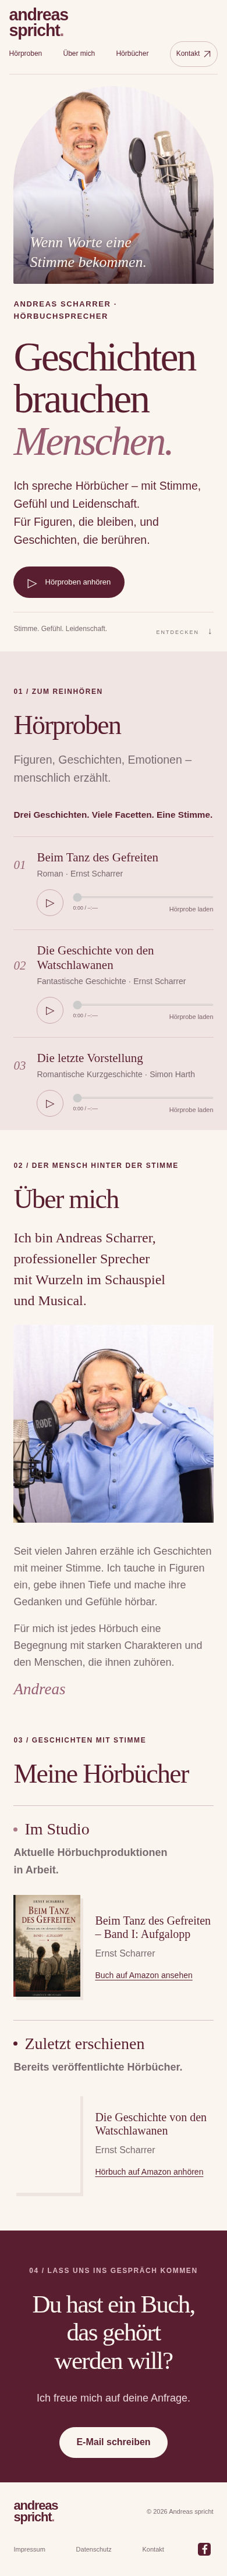 andreas
spricht.
Hörproben Über mich Hörbücher Kontakt
Wenn Worte eine
Stimme bekommen.
ANDREAS SCHARRER ·
HÖRBUCHSPRECHER
Geschichten
brauchen
Menschen.
Ich spreche Hörbücher – mit Stimme,
Gefühl und Leidenschaft.
Für Figuren, die bleiben, und
Geschichten, die berühren.
Hörproben anhören
Stimme. Gefühl. Leidenschaft.
ENTDECKEN ↓
01 / ZUM REINHÖREN
Hörproben
Figuren, Geschichten, Emotionen –
menschlich erzählt.
Drei Geschichten. Viele Facetten. Eine Stimme.
01
Beim Tanz des Gefreiten
Roman · Ernst Scharrer
0:00 / –:––
Hörprobe laden
02
Die Geschichte von den
Watschlawanen
Fantastische Geschichte · Ernst Scharrer
0:00 / –:––
Hörprobe laden
03
Die letzte Vorstellung
Romantische Kurzgeschichte · Simon Harth
0:00 / –:––
Hörprobe laden
02 / DER MENSCH HINTER DER STIMME
Über mich
Ich bin Andreas Scharrer,
professioneller Sprecher
mit Wurzeln im Schauspiel
und Musical.
RODE
Seit vielen Jahren erzähle ich Geschichten
mit meiner Stimme. Ich tauche in Figuren
ein, gebe ihnen Tiefe und mache ihre
Gedanken und Gefühle hörbar.
Für mich ist jedes Hörbuch eine
Begegnung mit starken Charakteren und
den Menschen, die ihnen zuhören.
Andreas
03 / GESCHICHTEN MIT STIMME
Meine Hörbücher
Im Studio
Aktuelle Hörbuchproduktionen
in Arbeit.
ERNST SCHARRER
BEIM TANZ
DES GEFREITEN
Beim Tanz des Gefreiten
– Band I: Aufgalopp
Ernst Scharrer
Buch auf Amazon ansehen
Zuletzt erschienen
Bereits veröffentlichte Hörbücher.
Die Geschichte von den
Watschlawanen
Ernst Scharrer
Hörbuch auf Amazon anhören
04 / LASS UNS INS GESPRÄCH KOMMEN
Du hast ein Buch,
das gehört
werden will?
Ich freue mich auf deine Anfrage.
E-Mail schreiben
andreas
spricht.
© 2026 Andreas spricht
Impressum Datenschutz Kontakt